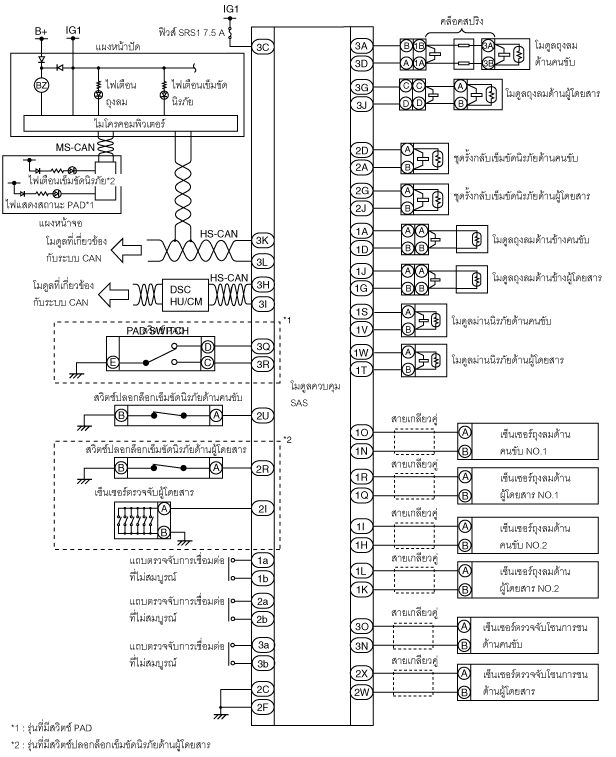 IG1
ฟิวส์ SRS1 7.5 A
B+
IG1
แผงหน้าปัด
BZ
ไฟเตือน
ถุงลม
ไฟเตือนเข็มขัด
นิรภัย
ไมโครคอมพิวเตอร์
MS-CAN
ไฟเตือนเข็มขัดนิรภัย*2
ไฟแสดงสถานะ PAD*1
แผงหน้าจอ
HS-CAN
โมดูลที่เกี่ยวข้อง
กับระบบ CAN
HS-CAN
โมดูลที่เกี่ยวข้อง
กับระบบ CAN
DSC
HU/CM
*1
PAD SWITCH
E
D
C
สวิตช์ปลอกล็อกเข็มขัดนิรภัยด้านคนขับ
B
A
*2
สวิตช์ปลอกล็อกเข็มขัดนิรภัยด้านผู้โดยสาร
B
A
เซ็นเซอร์ตรวจจับผู้โดยสาร
A
B
แถบตรวจจับการเชื่อมต่อ
ที่ไม่สมบูรณ์
แถบตรวจจับการเชื่อมต่อ
ที่ไม่สมบูรณ์
แถบตรวจจับการเชื่อมต่อ
ที่ไม่สมบูรณ์
3C
3K
3L
3H
3I
3Q
3R
2U
2R
2I
1a
1b
2a
2b
3a
3b
2C
2F
โมดูลควบคุม
SAS
คล็อคสปริง
3A
B
1B
3A
3D
A
1A
3B
โมดูลถุงลม
ด้านคนขับ
3G
C
C
A
3J
D
D
B
โมดูลถุงลมด้านผู้โดยสาร
2D
A
2A
B
ชุดรั้งกลับเข็มขัดนิรภัยด้านคนขับ
2G
A
2J
B
ชุดรั้งกลับเข็มขัดนิรภัยด้านผู้โดยสาร
1A
A
A
1D
B
B
โมดูลถุงลมด้านข้างคนขับ
1J
A
A
1G
B
B
โมดูลถุงลมด้านข้างผู้โดยสาร
1S
A
1V
B
โมดูลม่านนิรภัยด้านคนขับ
1W
A
1T
B
โมดูลม่านนิรภัยด้านผู้โดยสาร
สายเกลียวคู่
1O
A
1N
B
เซ็นเซอร์ถุงลมด้าน
คนขับ NO.1
สายเกลียวคู่
1R
A
1Q
B
เซ็นเซอร์ถุงลมด้าน
ผู้โดยสาร NO.1
สายเกลียวคู่
1I
A
1H
B
เซ็นเซอร์ถุงลมด้าน
คนขับ NO.2
สายเกลียวคู่
1L
A
1K
B
เซ็นเซอร์ถุงลมด้าน
ผู้โดยสาร NO.2
สายเกลียวคู่
3O
A
3N
B
เซ็นเซอร์ตรวจจับโซนการชน
ด้านคนขับ
สายเกลียวคู่
2X
A
2W
B
เซ็นเซอร์ตรวจจับโซนการชน
ด้านผู้โดยสาร
*1 : รุ่นที่มีสวิตช์ PAD
*2 : รุ่นที่มีสวิตช์ปลอกล็อกเข็มขัดนิรภัยด้านผู้โดยสาร